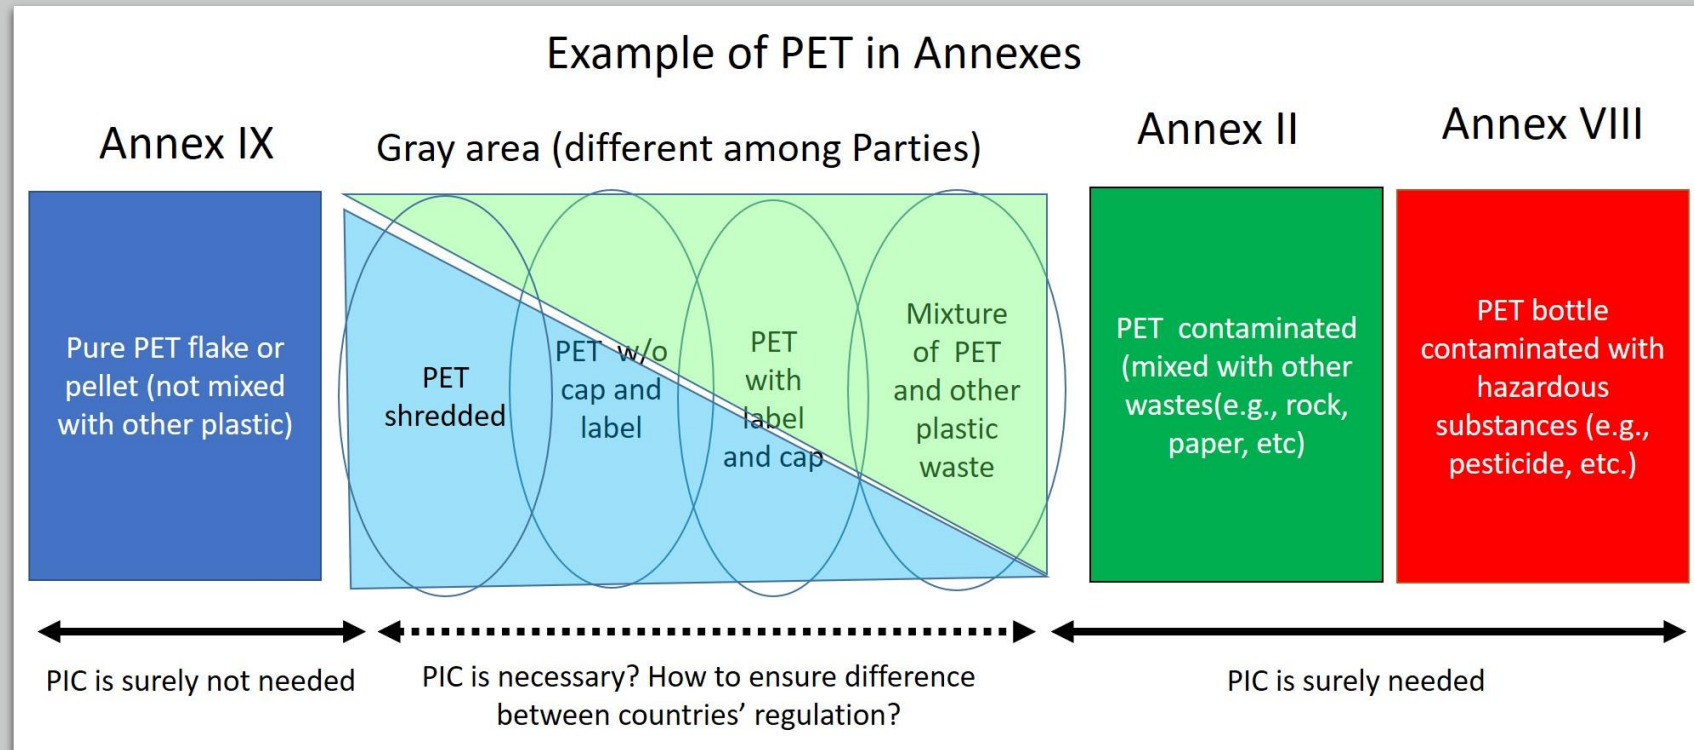 Example of PET in Annexes
Annex IX
Gray area (different among Parties)
Annex II
Annex VIII
Pure PET flake or
pellet (not mixed
with other plastic)
PET
shredded
PET w/o
cap and
label
PET
with
label
and cap
Mixture
of PET
and other
plastic
waste
PET contaminated
(mixed with other
wastes(e.g., rock,
paper, etc)
PET bottle
contaminated with
hazardous
substances (e.g.,
pesticide, etc.)
PIC is surely not needed
PIC is necessary? How to ensure difference
between countries’ regulation?
PIC is surely needed